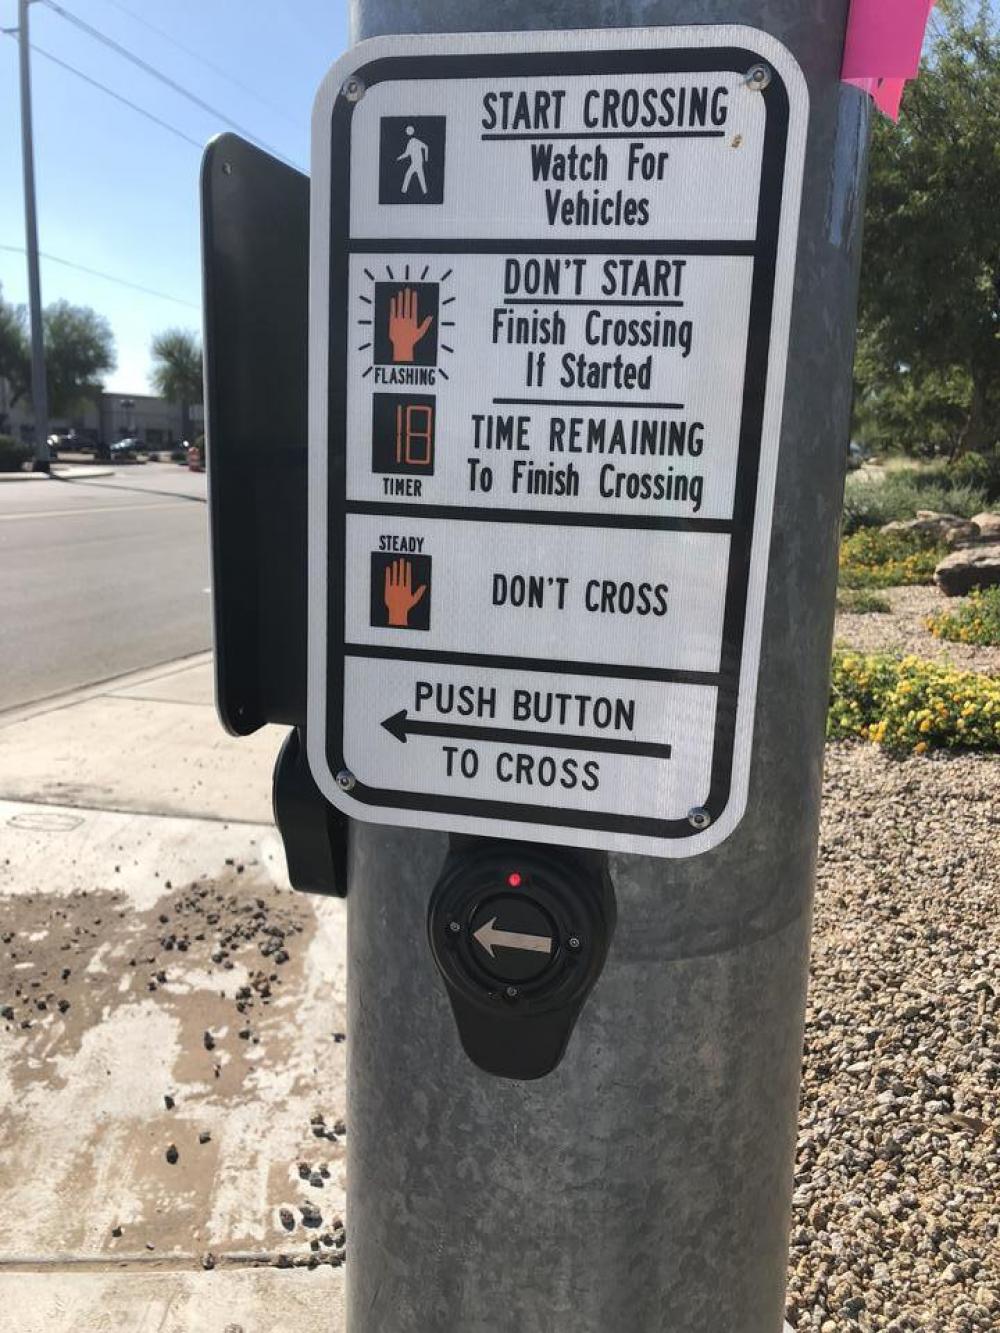 START CROSSING
Watch For
Vehicles
DON'T START
Finish Crossing
If Started
FLASHING
18
TIME REMAINING
To Finish Crossing
TIMER
STEADY
DON'T CROSS
PUSH BUTTON
TO CROSS